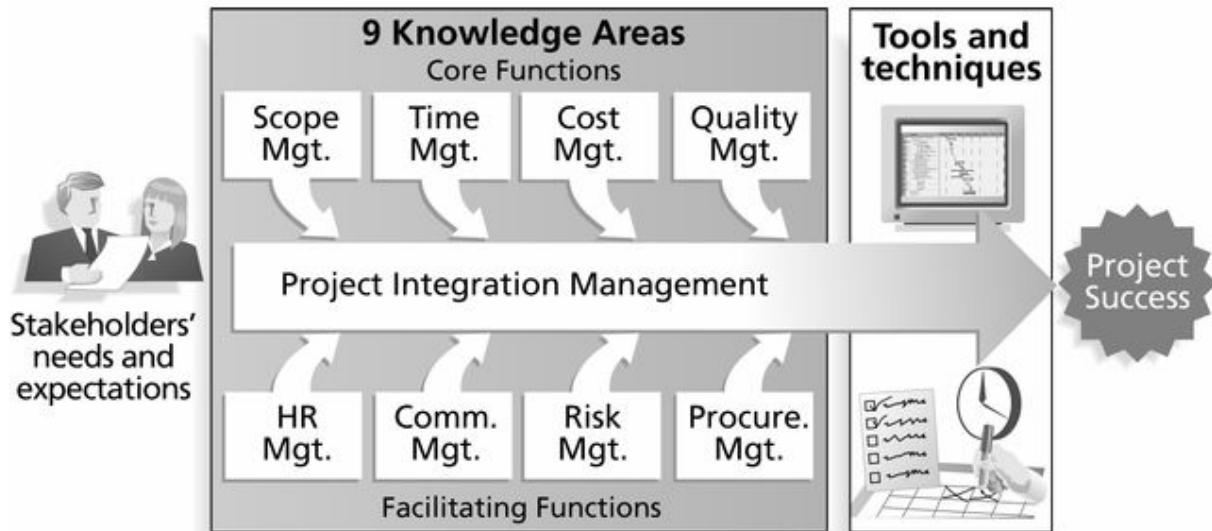 9 Knowledge Areas
Core Functions
Scope
Mgt.
Time
Mgt.
Cost
Mgt.
Quality
Mgt.
Tools and
techniques
Stakeholders’
needs and
expectations
Project Integration Management
Project
Success
HR
Mgt.
Comm.
Mgt.
Risk
Mgt.
Procure.
Mgt.
Facilitating Functions